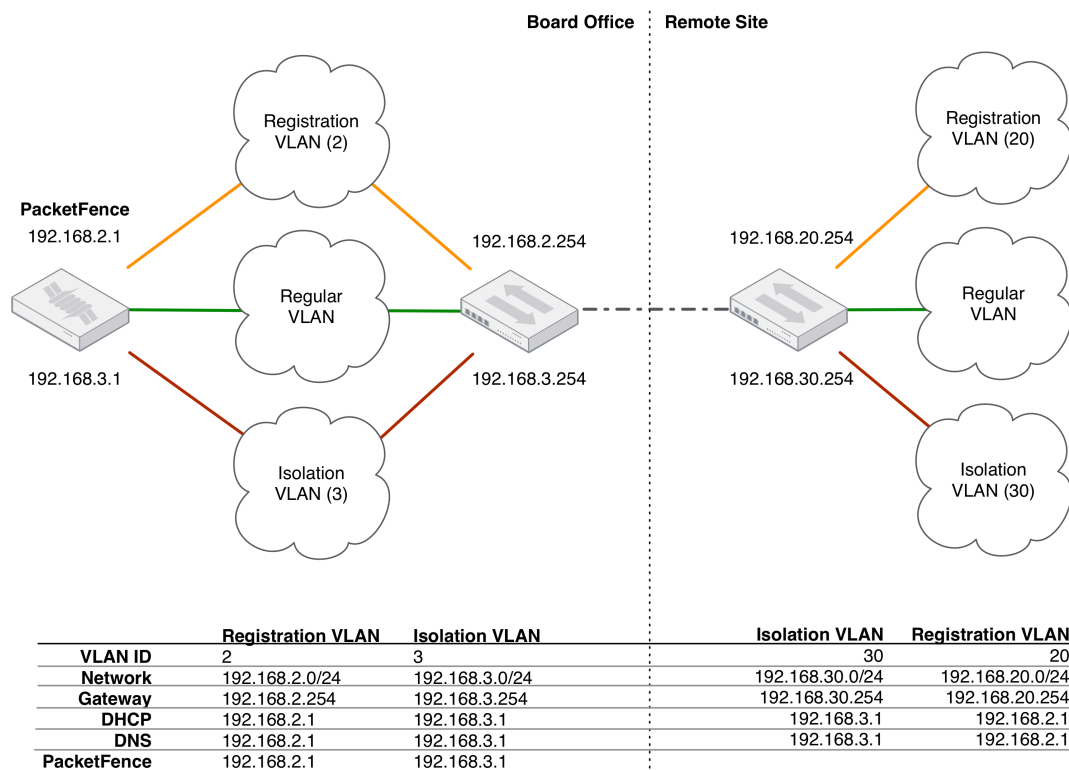 Board Office Remote Site
Registration
VLAN (2)
Registration
VLAN (20)
PacketFence
192.168.2.1
192.168.2.254
192.168.20.254
Regular
VLAN
Regular
VLAN
192.168.3.1
192.168.3.254
192.168.30.254
Isolation
VLAN (3)
Isolation
VLAN (30)
Registration VLAN Isolation VLAN Isolation VLAN Registration VLAN
VLAN ID 2 3 30 20
Network 192.168.2.0/24 192.168.3.0/24 192.168.30.0/24 192.168.20.0/24
Gateway 192.168.2.254 192.168.3.254 192.168.30.254 192.168.20.254
DHCP 192.168.2.1 192.168.3.1 192.168.3.1 192.168.2.1
DNS 192.168.2.1 192.168.3.1 192.168.3.1 192.168.2.1
PacketFence 192.168.2.1 192.168.3.1